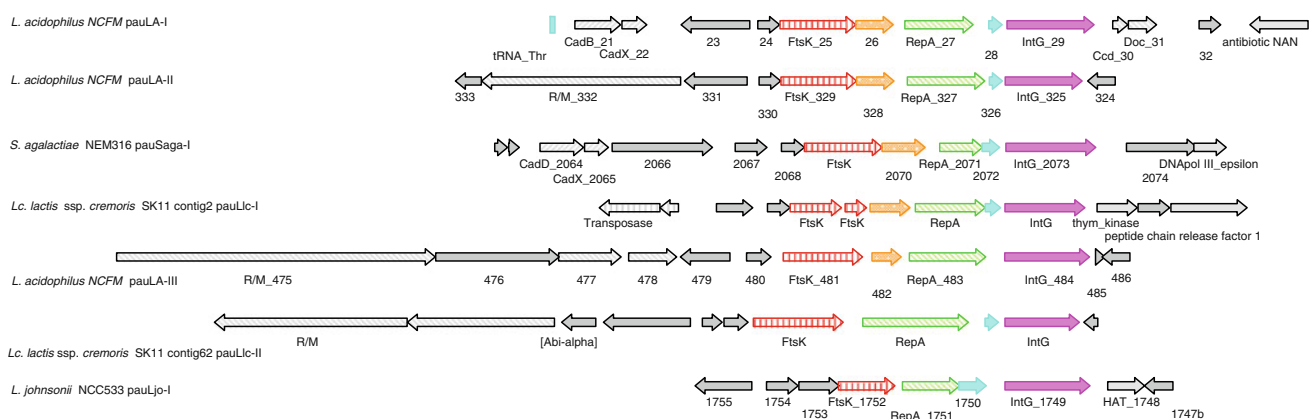 L. acidophilus NCFM pauLA-I
tRNA_Thr CadB_21 CadX_22 23 24 FtsK_25 26 RepA_27 28 IntG_29 Ccd_30 Doc_31 32 antibiotic NAN
L. acidophilus NCFM pauLA-II
333 R/M_332 331 330 FtsK_329 328 RepA_327 326 IntG_325 324
S. agalactiae NEM316 pauSaga-I
CadD_2064 CadX_2065 2066 2067 2068 FtsK 2070 RepA_2071 2072 IntG_2073 2074 DNApol III_epsilon
Lc. lactis ssp. cremoris SK11 contig2 pauLlc-I
Transposase FtsK FtsK RepA IntG thym_kinase peptide chain release factor 1
L. acidophilus NCFM pauLA-III
R/M_475 476 477 478 479 480 FtsK_481 482 RepA_483 IntG_484 485 486
R/M [Abi-alpha] FtsK RepA IntG
Lc. lactis ssp. cremoris SK11 contig62 pauLlc-II
L. johnsonii NCC533 pauLjo-I
1755 1754 1753 FtsK_1752 RepA_1751 1750 IntG_1749 HAT_1748 1747b